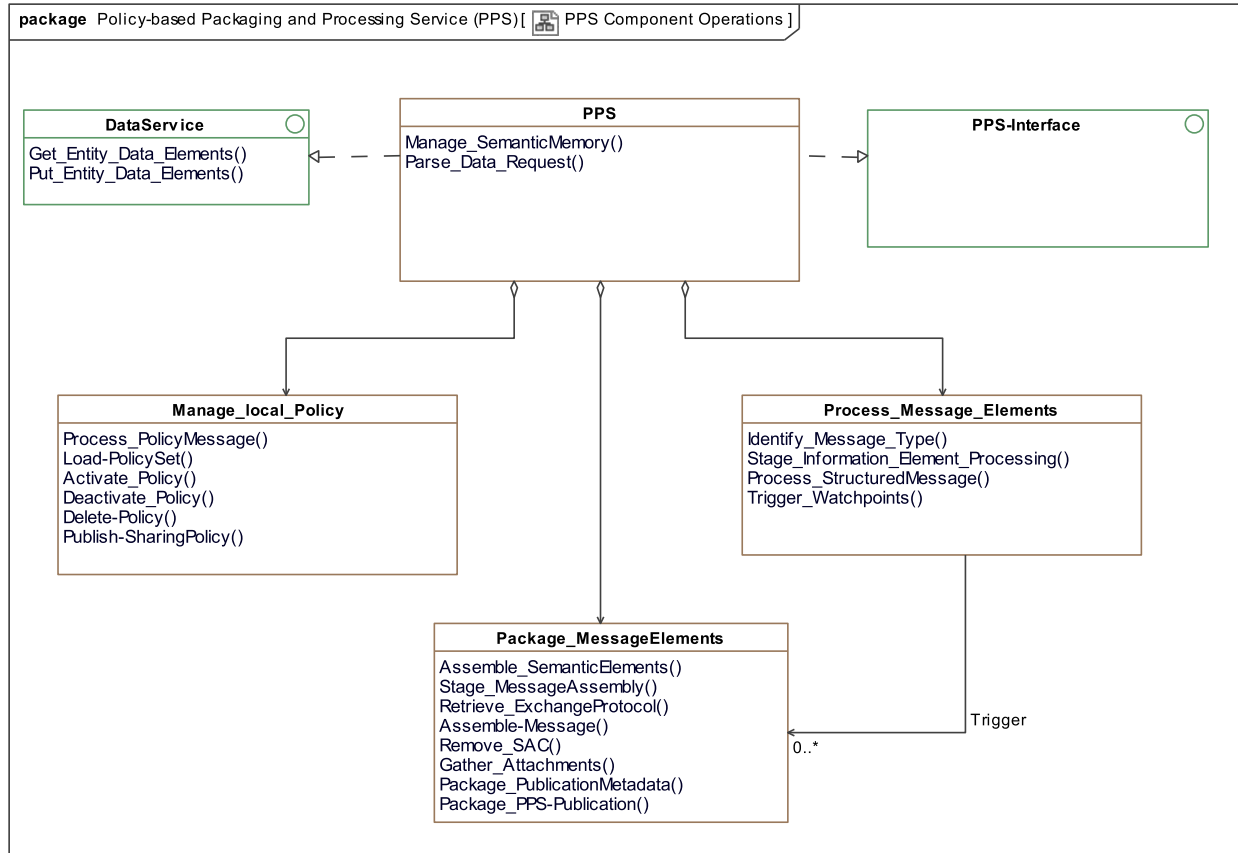 package Policy-based Packaging and Processing Service (PPS)[ PPS Component Operations ]
DataService
Get_Entity_Data_Elements()
Put_Entity_Data_Elements()
PPS
Manage_SemanticMemory()
Parse_Data_Request()
PPS-Interface
Manage_local_Policy
Process_PolicyMessage()
Load-PolicySet()
Activate_Policy()
Deactivate_Policy()
Delete-Policy()
Publish-SharingPolicy()
Process_Message_Elements
Identify_Message_Type()
Stage_Information_Element_Processing()
Process_StructuredMessage()
Trigger_Watchpoints()
Package_MessageElements
Assemble_SemanticElements()
Stage_MessageAssembly()
Retrieve_ExchangeProtocol()
Assemble-Message()
Remove_SAC()
Gather_Attachments()
Package_PublicationMetadata()
Package_PPS-Publication()
Trigger
0..*